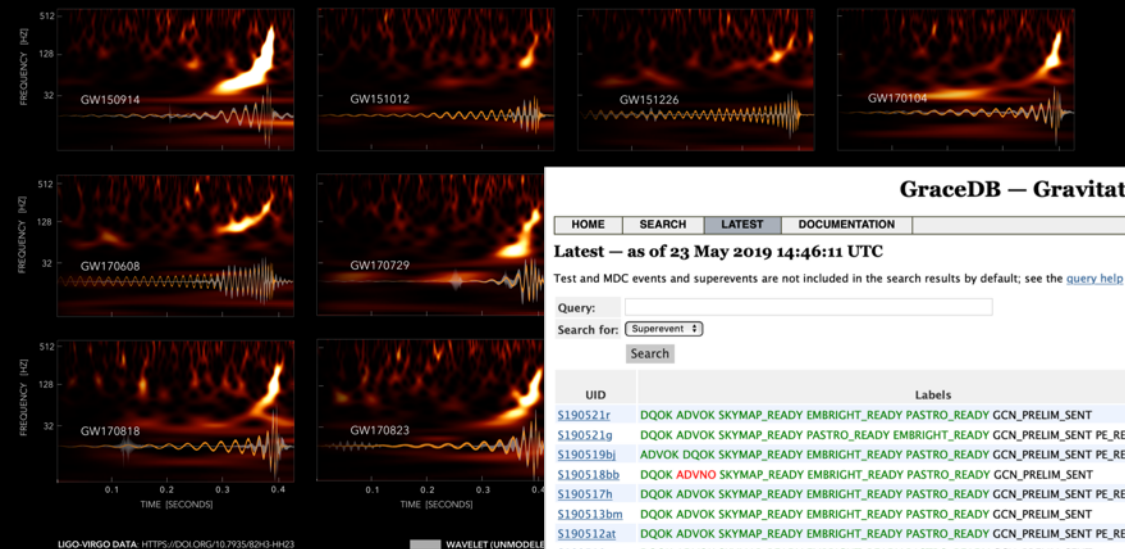 512
128
32
FREQUENCY [HZ]
GW150914
GW151012
GW151226
GW170104
512
128
32
FREQUENCY [HZ]
GW170608
GW170729
512
128
32
FREQUENCY [HZ]
GW170818
GW170823
0.1 0.2 0.3 0.4
TIME [SECONDS]
0.1 0.2 0.3 0.4
TIME [SECONDS]
LIGO-VIRGO DATA: HTTPS://DOI.ORG/10.7935/82H3-HH23
WAVELET (UNMODELE
GraceDB — Gravitat
HOME SEARCH LATEST DOCUMENTATION
Latest — as of 23 May 2019 14:46:11 UTC
Test and MDC events and superevents are not included in the search results by default; see the query help
Query:
Search for: Superevent
Search
UID Labels
S190521r DQOK ADVOK SKYMAP_READY EMBRIGHT_READY PASTRO_READY GCN_PRELIM_SENT
S190521g DQOK ADVOK SKYMAP_READY PASTRO_READY EMBRIGHT_READY GCN_PRELIM_SENT PE_RE
S190519bj ADVOK DQOK SKYMAP_READY EMBRIGHT_READY PASTRO_READY GCN_PRELIM_SENT
S190518bb DQOK ADVNO SKYMAP_READY EMBRIGHT_READY PASTRO_READY GCN_PRELIM_SENT
S190517h DQOK ADVOK SKYMAP_READY EMBRIGHT_READY PASTRO_READY GCN_PRELIM_SENT PE_RE
S190513bm DQOK ADVOK SKYMAP_READY EMBRIGHT_READY PASTRO_READY GCN_PRELIM_SENT
S190512at DQOK ADVOK SKYMAP_READY EMBRIGHT_READY PASTRO_READY GCN_PRELIM_SENT PE_RE